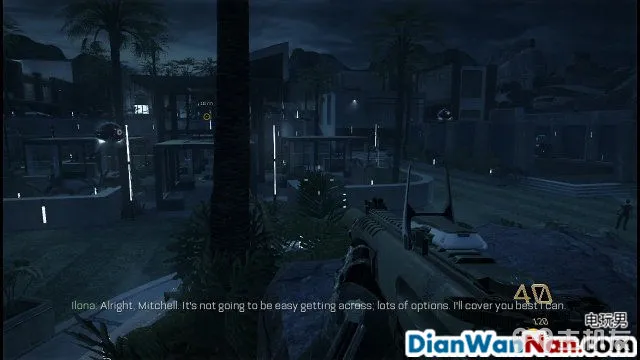 Ilona: Alright, Mitchell. It's not going to be easy getting across; lots of options. I'll cover you best I can.
40
120
电玩男
DianWanNan.com